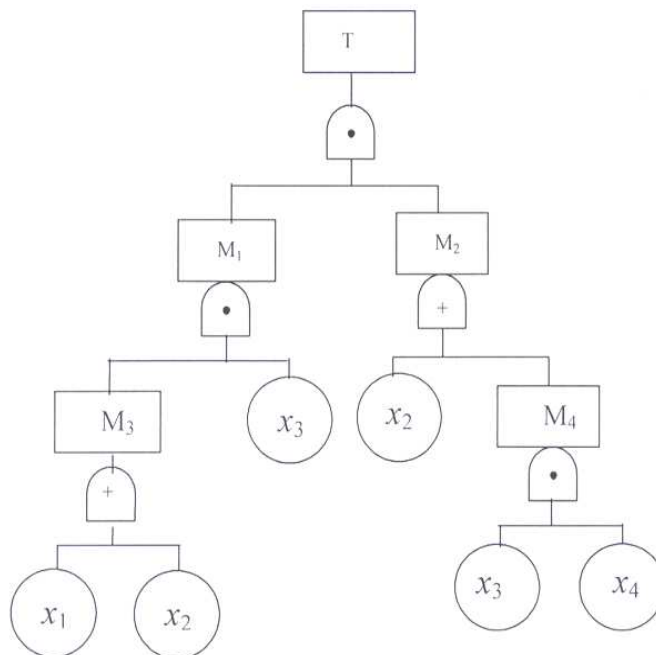 T
•
M₁ M₂
• +
M₃ x₃ x₂ M₄
+ •
x₁ x₂ x₃ x₄